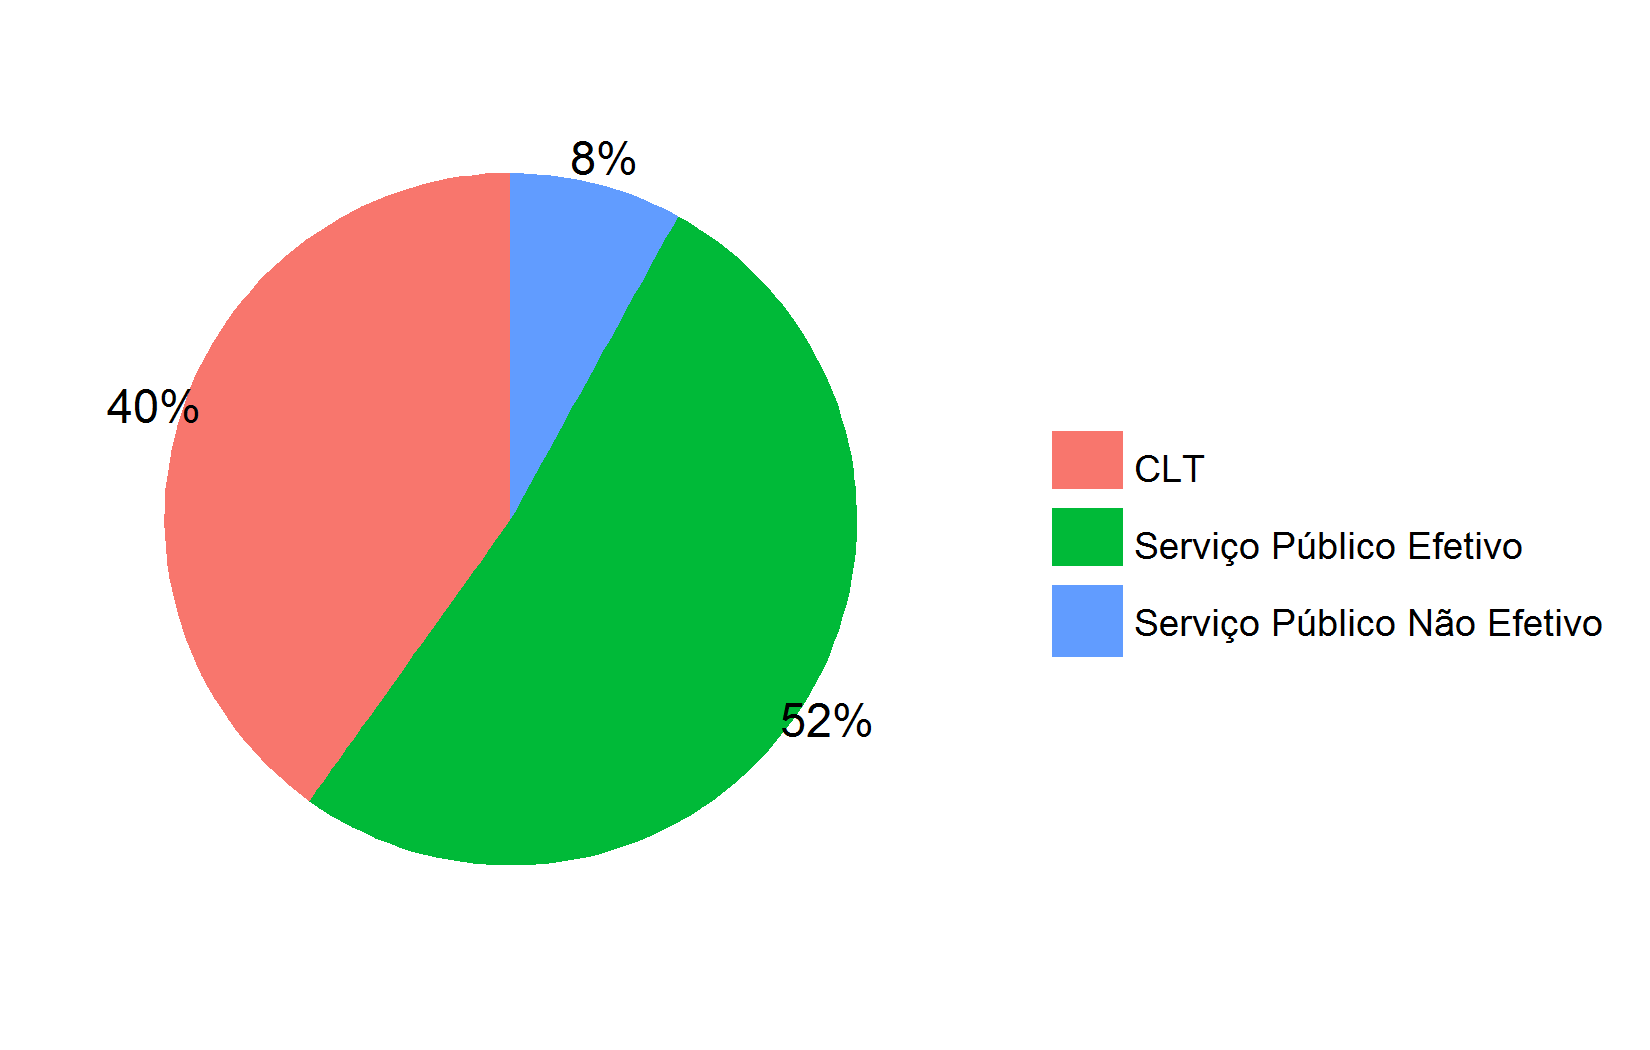 8%
40%
52%
CLT
Serviço Público Efetivo
Serviço Público Não Efetivo